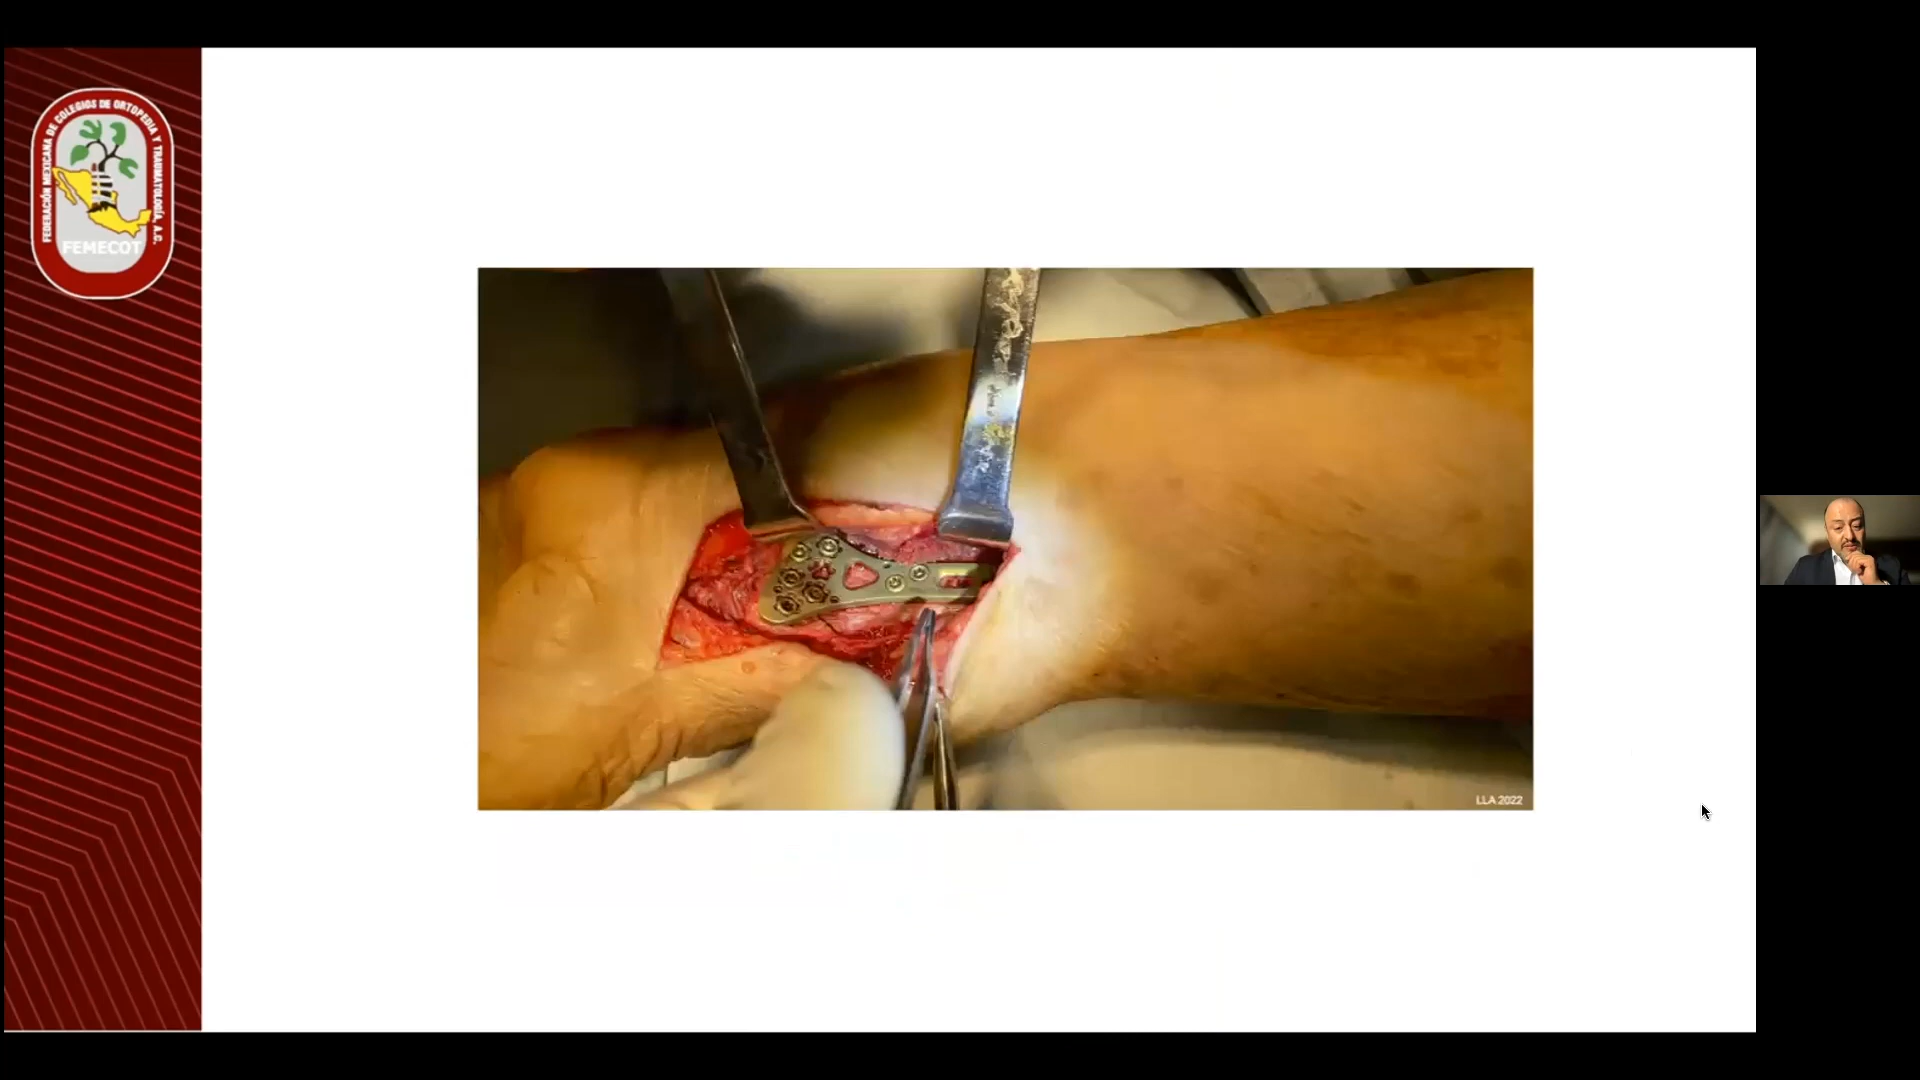 FEDERACIÓN MEXICANA DE COLEGIOS DE ORTOPEDIA Y TRAUMATOLOGÍA, A.C.
FEMECOT
LLA 2022